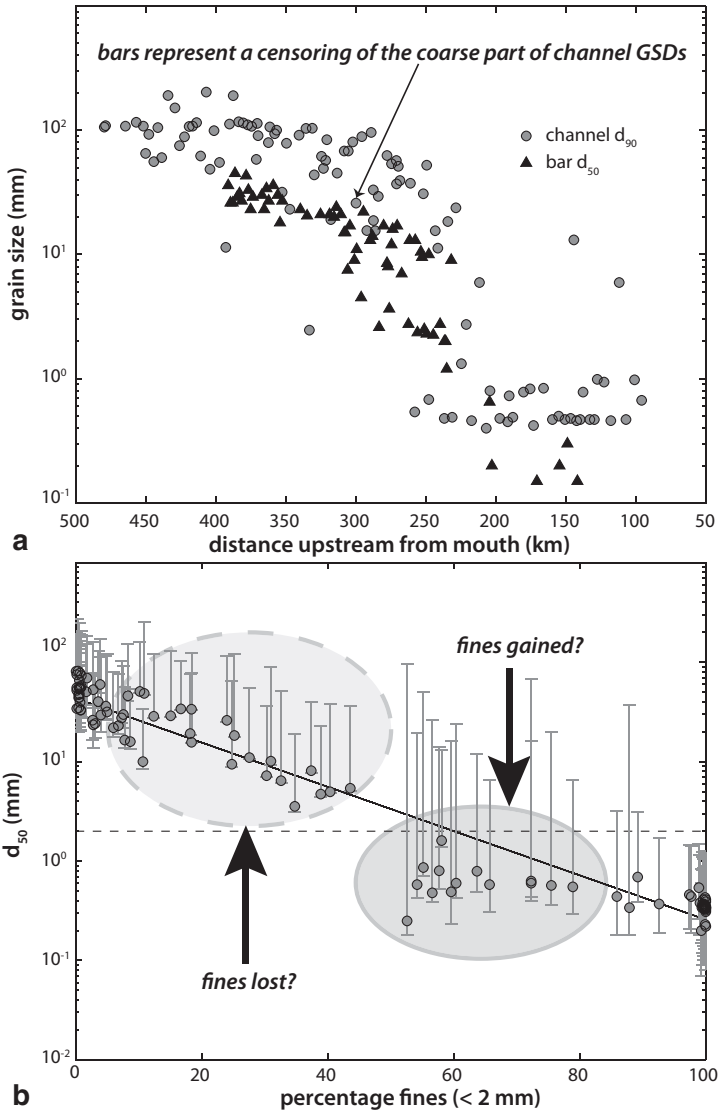 bars represent a censoring of the coarse part of channel GSDs
channel d90
bar d50
grain size (mm)
10²
10¹
10⁰
10⁻¹
500 450 400 350 300 250 200 150 100 50
a
distance upstream from mouth (km)
fines gained?
fines lost?
d50 (mm)
10²
10¹
10⁰
10⁻¹
10⁻²
0 20 40 60 80 100
b
percentage fines (< 2 mm)